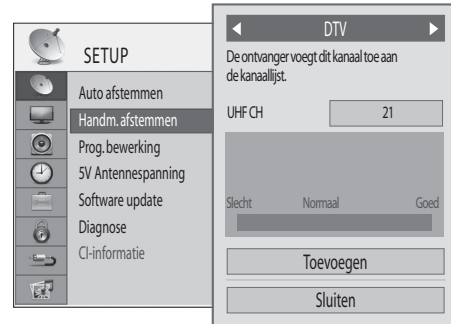 SETUP
Auto afstemmen
Handm. afstemmen
Prog. bewerking
5V Antennespanning
Software update
Diagnose
CI-informatie
DTV
De ontvanger voegt dit kanaal toe aan
de kanaallijst.
UHF CH 21
Slecht Normaal Goed
Toevoegen
Sluiten